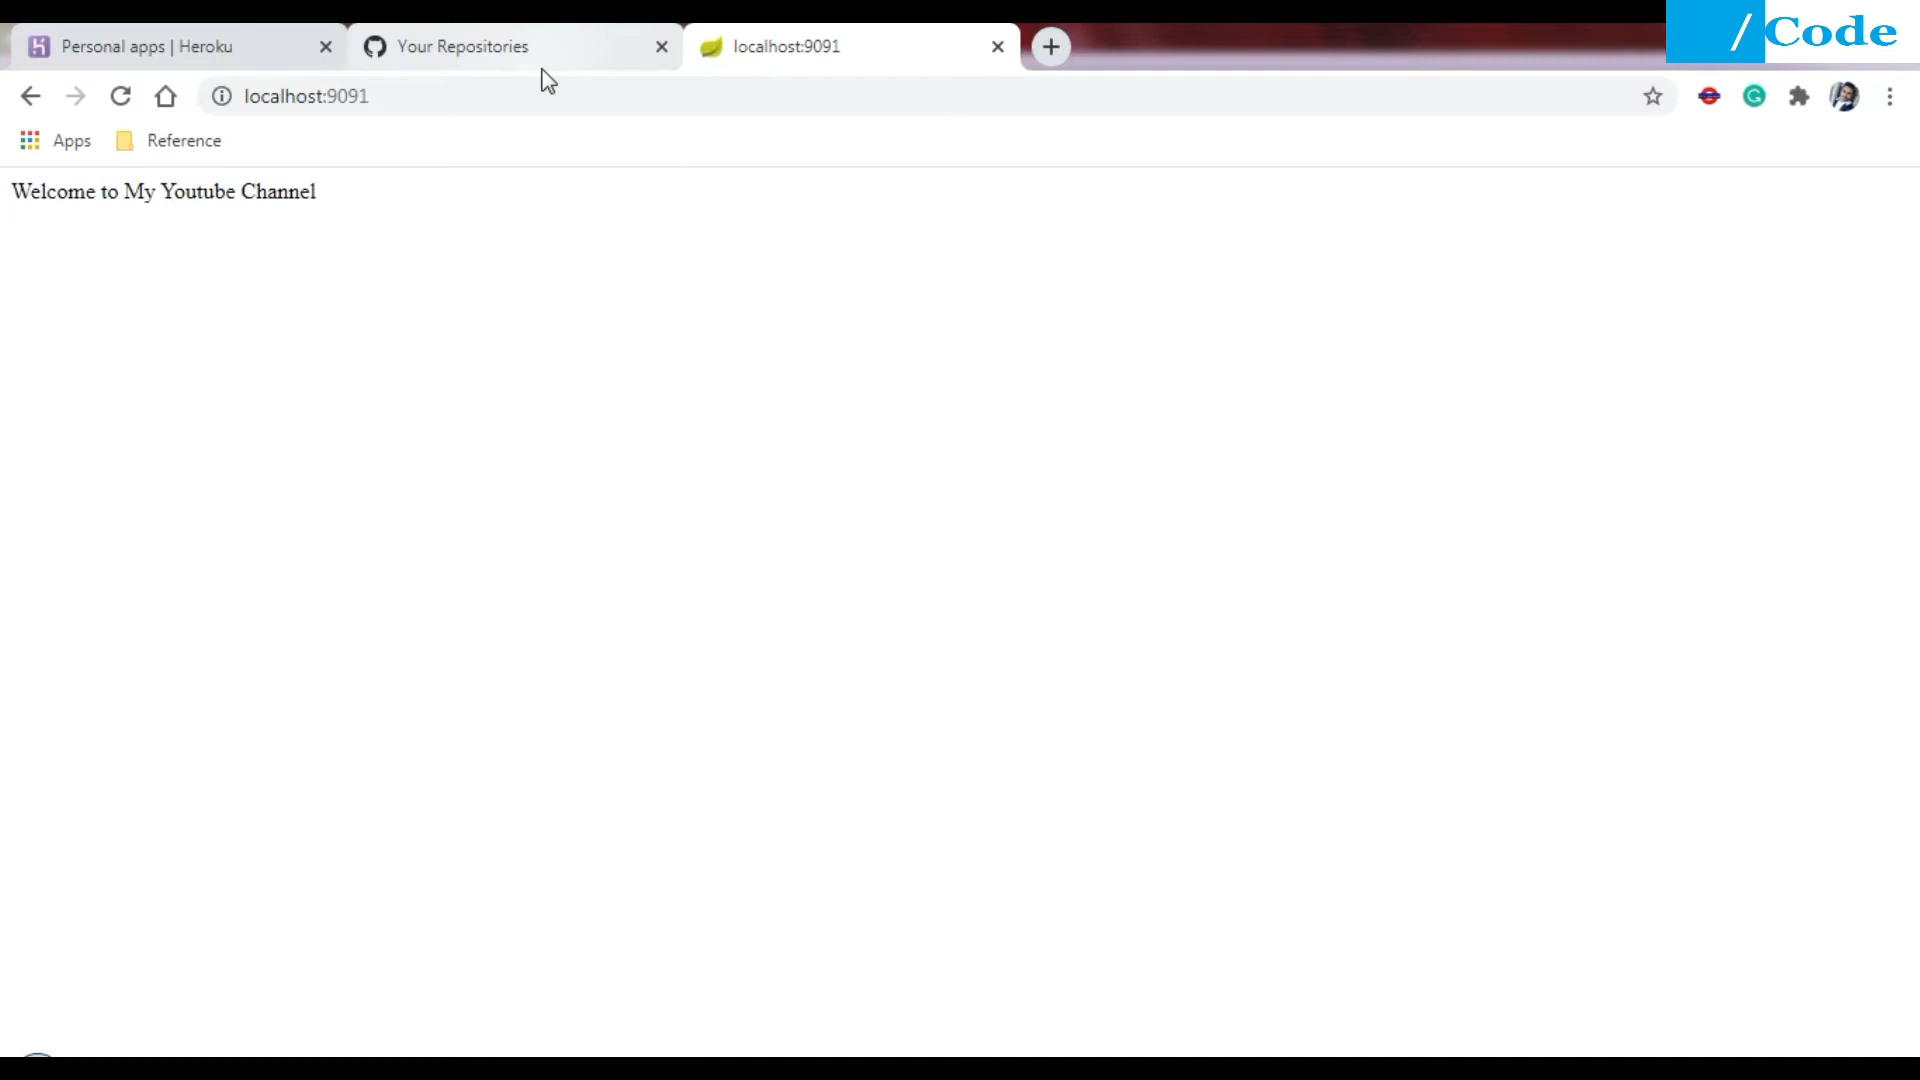 /Code
Personal apps | Heroku
Your Repositories
localhost:9091
localhost:9091
Apps
Reference
Welcome to My Youtube Channel